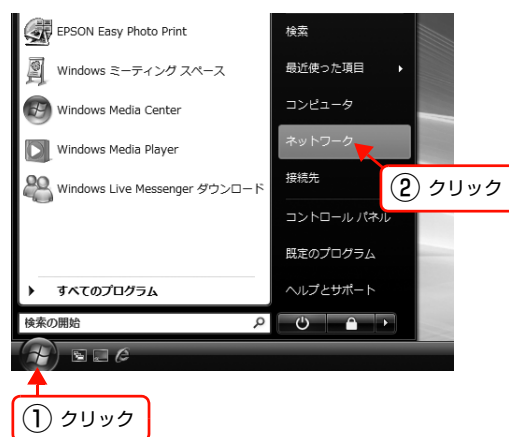 EPSON Easy Photo Print
Windows ミーティング スペース
Windows Media Center
Windows Media Player
Windows Live Messenger ダウンロード
すべてのプログラム
検索の開始
検索
最近使った項目
コンピュータ
ネットワーク
接続先
コントロール パネル
既定のプログラム
ヘルプとサポート
② クリック
① クリック